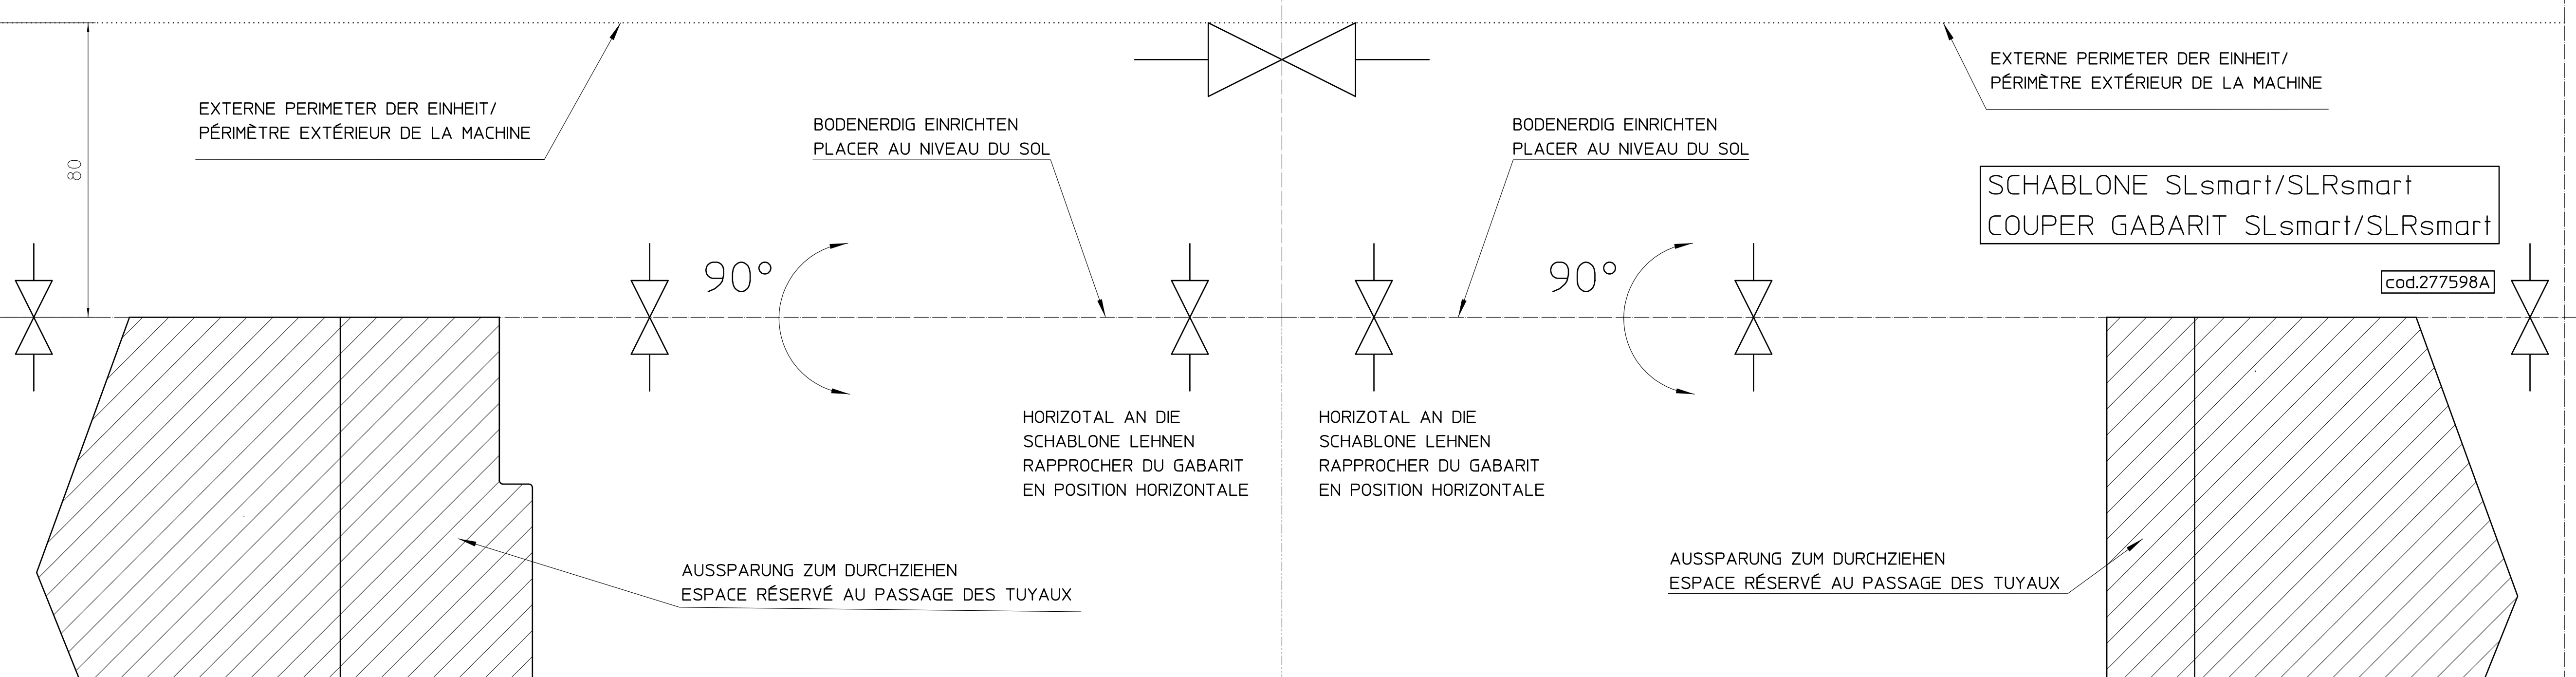 EXTERNE PERIMETER DER EINHEIT/
PÉRIMÈTRE EXTÉRIEUR DE LA MACHINE
80
BODENERDIG EINRICHTEN
PLACER AU NIVEAU DU SOL
BODENERDIG EINRICHTEN
PLACER AU NIVEAU DU SOL
EXTERNE PERIMETER DER EINHEIT/
PÉRIMÈTRE EXTÉRIEUR DE LA MACHINE
SCHABLONE SLsmart/SLRsmart
COUPER GABARIT SLsmart/SLRsmart
cod.277598A
90°
90°
HORIZOTAL AN DIE
SCHABLONE LEHNEN
RAPPROCHER DU GABARIT
EN POSITION HORIZONTALE
HORIZOTAL AN DIE
SCHABLONE LEHNEN
RAPPROCHER DU GABARIT
EN POSITION HORIZONTALE
AUSSPARUNG ZUM DURCHZIEHEN
ESPACE RÉSERVÉ AU PASSAGE DES TUYAUX
AUSSPARUNG ZUM DURCHZIEHEN
ESPACE RÉSERVÉ AU PASSAGE DES TUYAUX